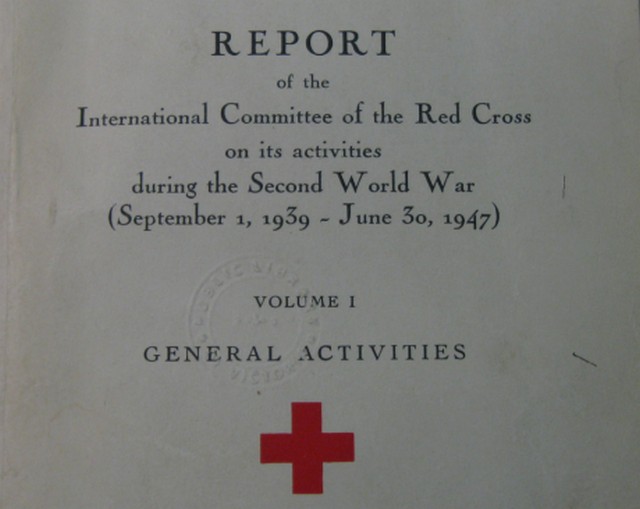 REPORT
of the
International Committee of the Red Cross
on its activities
during the Second World War
(September 1, 1939 - June 30, 1947)
VOLUME I
GENERAL ACTIVITIES
PUBLIC